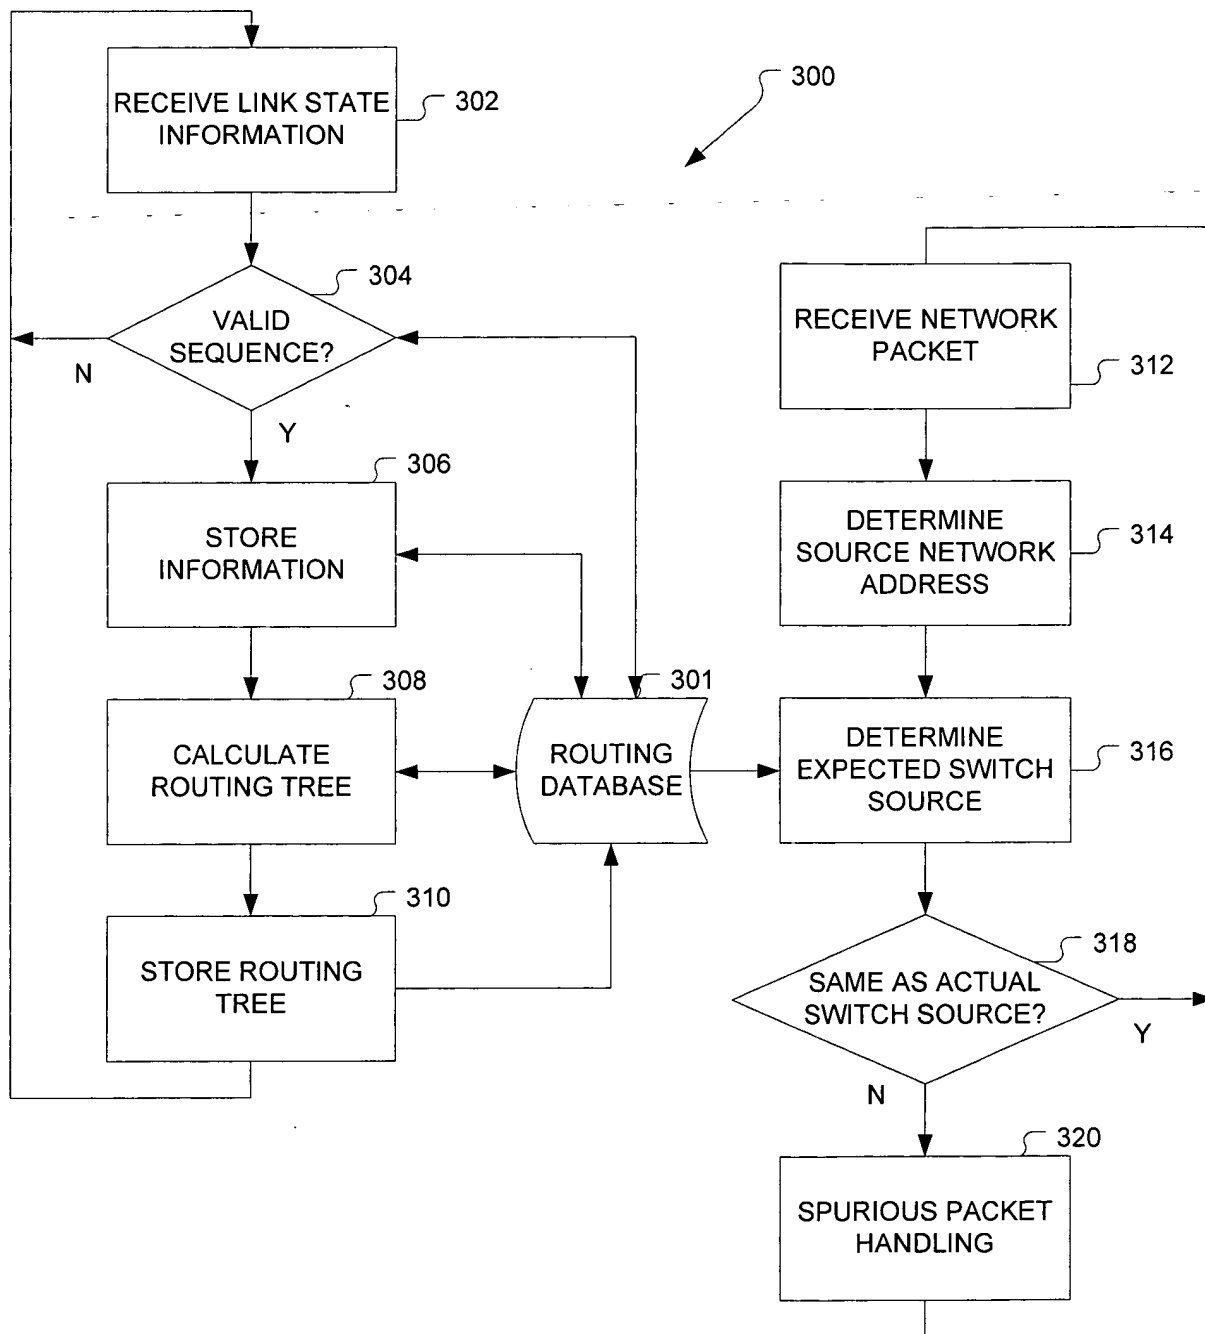 RECEIVE LINK STATE
INFORMATION
302
300
VALID
SEQUENCE?
304
N
Y
STORE
INFORMATION
306
CALCULATE
ROUTING TREE
308
STORE ROUTING
TREE
310
ROUTING
DATABASE
301
RECEIVE NETWORK
PACKET
312
DETERMINE
SOURCE NETWORK
ADDRESS
314
DETERMINE
EXPECTED SWITCH
SOURCE
316
SAME AS ACTUAL
SWITCH SOURCE?
318
Y
N
SPURIOUS PACKET
HANDLING
320